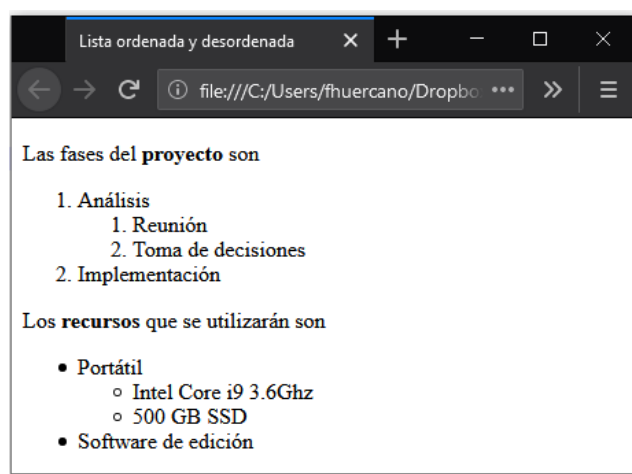 Lista ordenada y desordenada
file:///C:/Users/fhuercano/Dropbo
Las fases del proyecto son
1. Análisis
1. Reunión
2. Toma de decisiones
2. Implementación
Los recursos que se utilizarán son
• Portátil
◦ Intel Core i9 3.6Ghz
◦ 500 GB SSD
• Software de edición